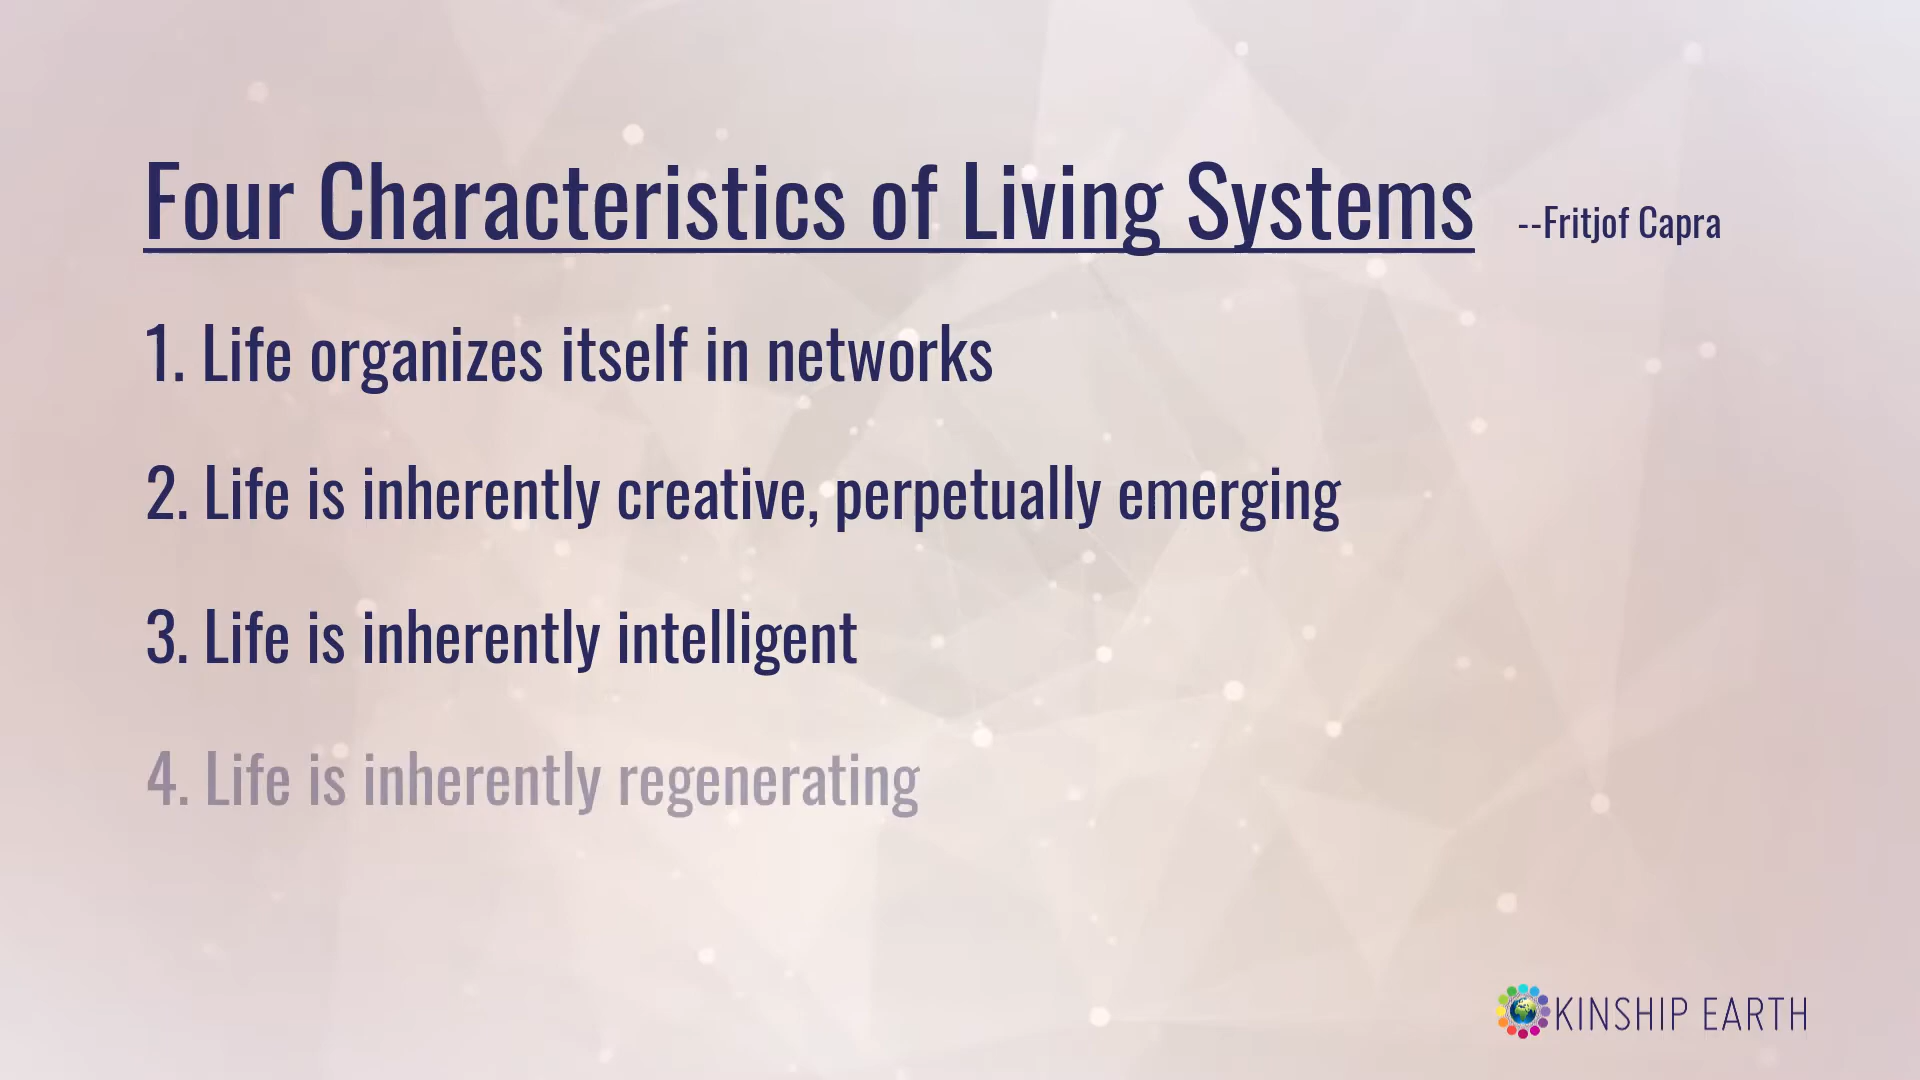 Four Characteristics of Living Systems --Fritjof Capra
1. Life organizes itself in networks
2. Life is inherently creative, perpetually emerging
3. Life is inherently intelligent
4. Life is inherently regenerating
KINSHIP EARTH